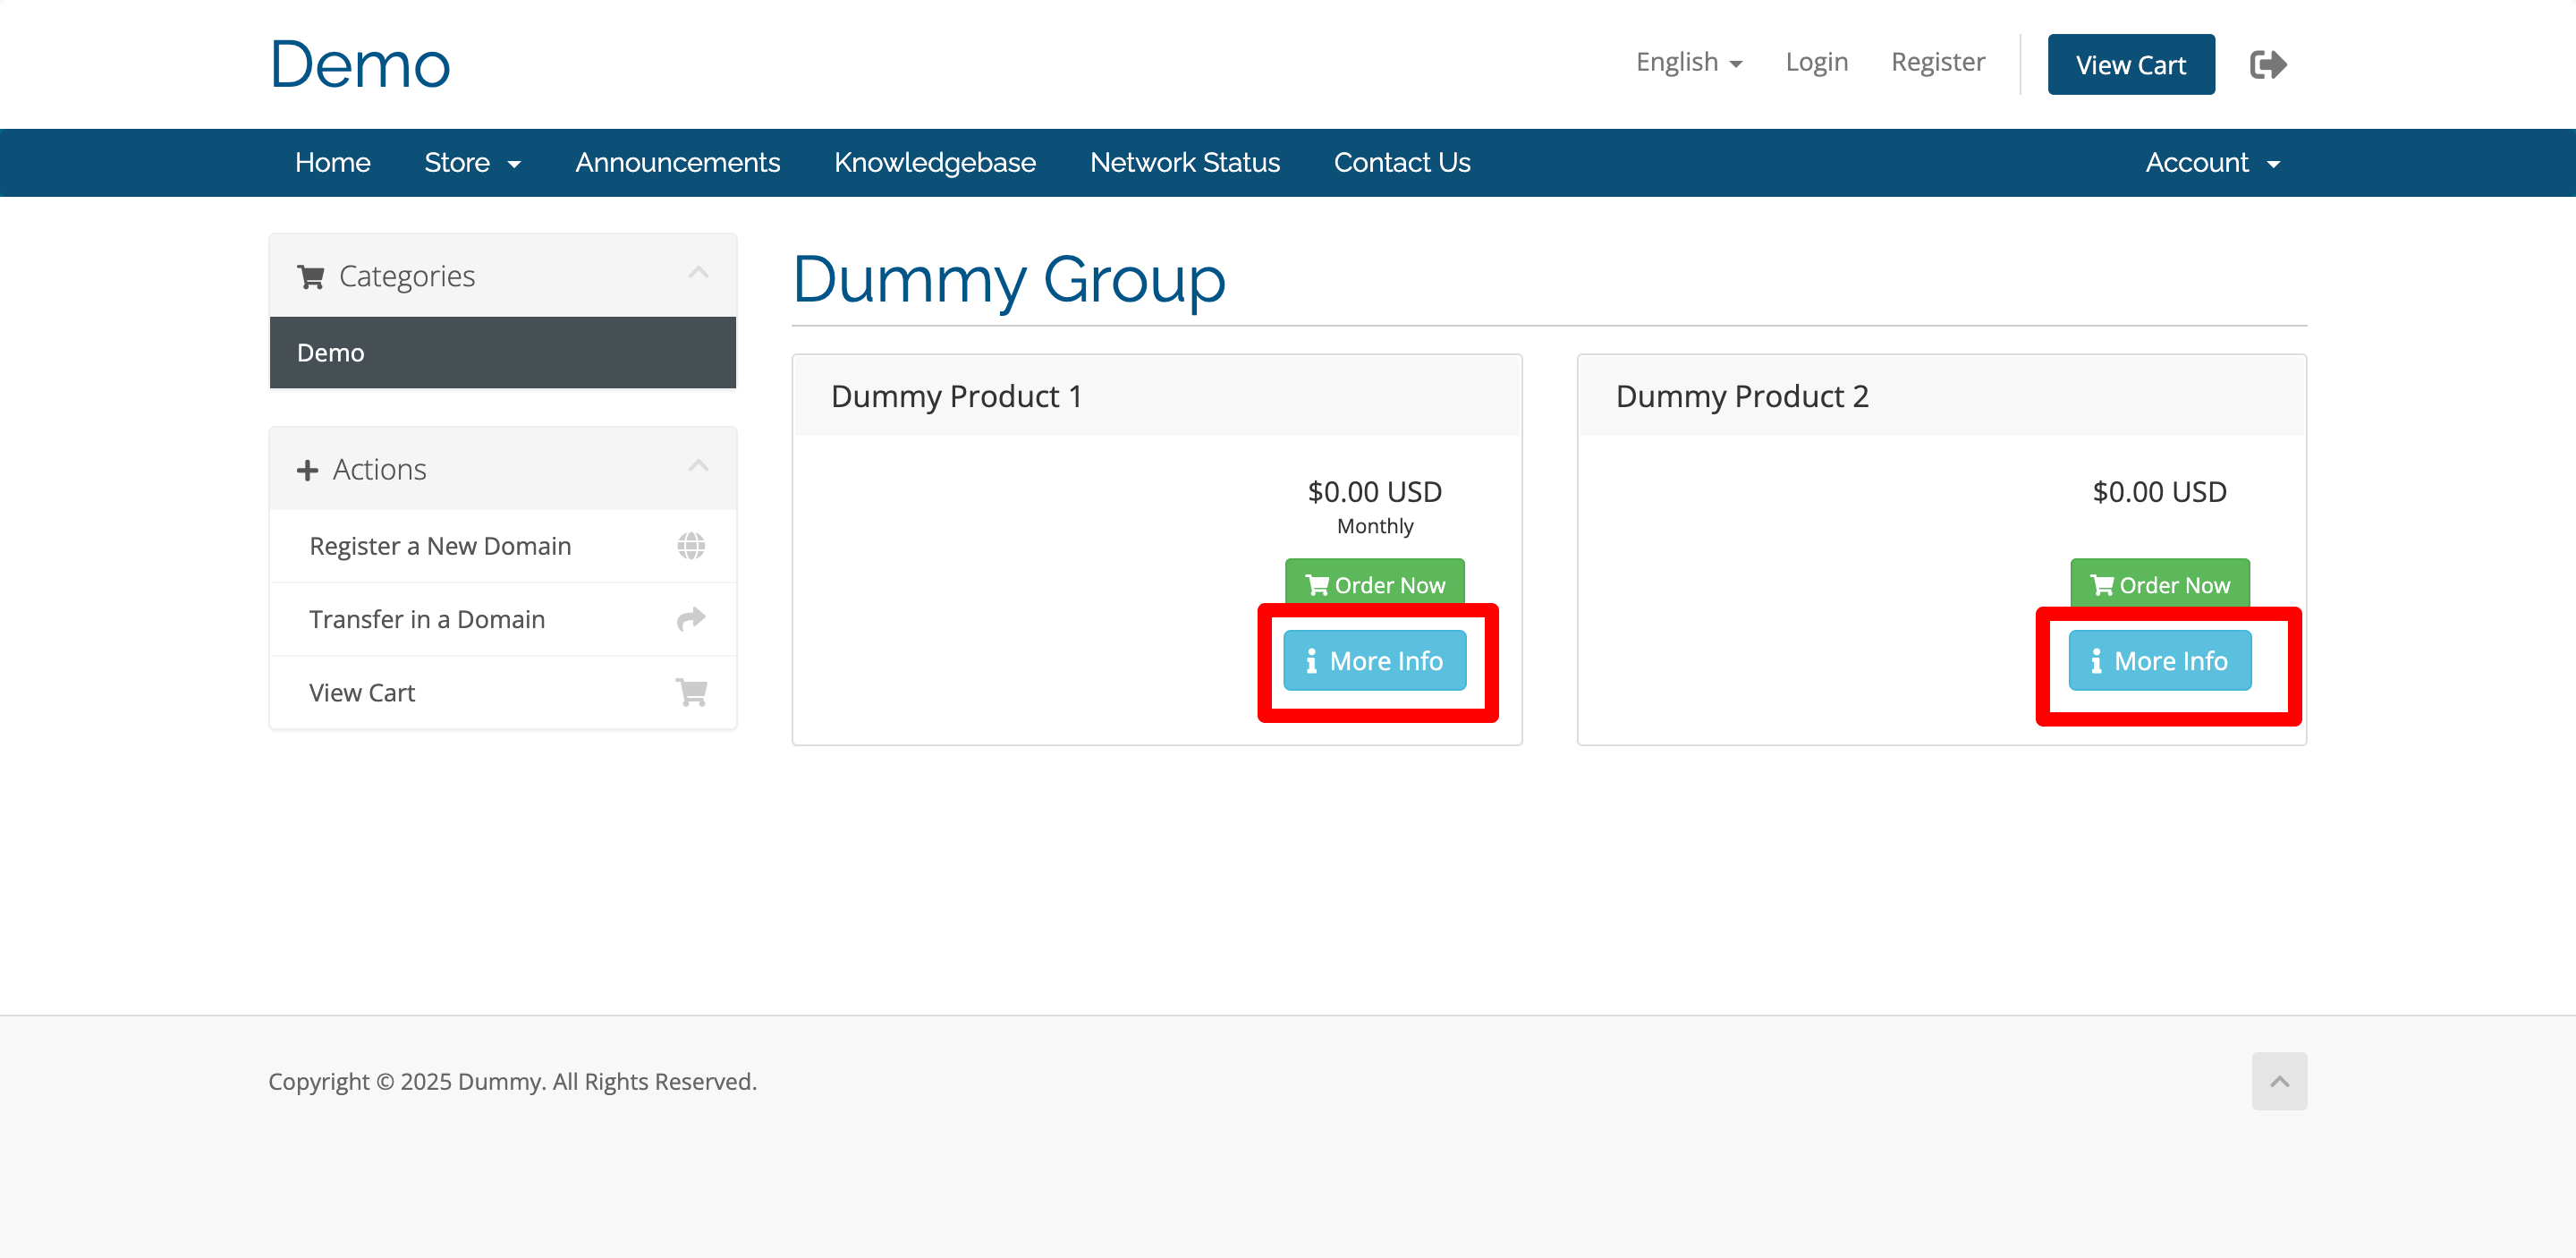 Demo
English Login Register View Cart
Home Store Announcements Knowledgebase Network Status Contact Us Account
Categories
Demo
Actions
Register a New Domain
Transfer in a Domain
View Cart
Dummy Group
Dummy Product 1
$0.00 USD
Monthly
Order Now
More Info
Dummy Product 2
$0.00 USD
Order Now
More Info
Copyright © 2025 Dummy. All Rights Reserved.